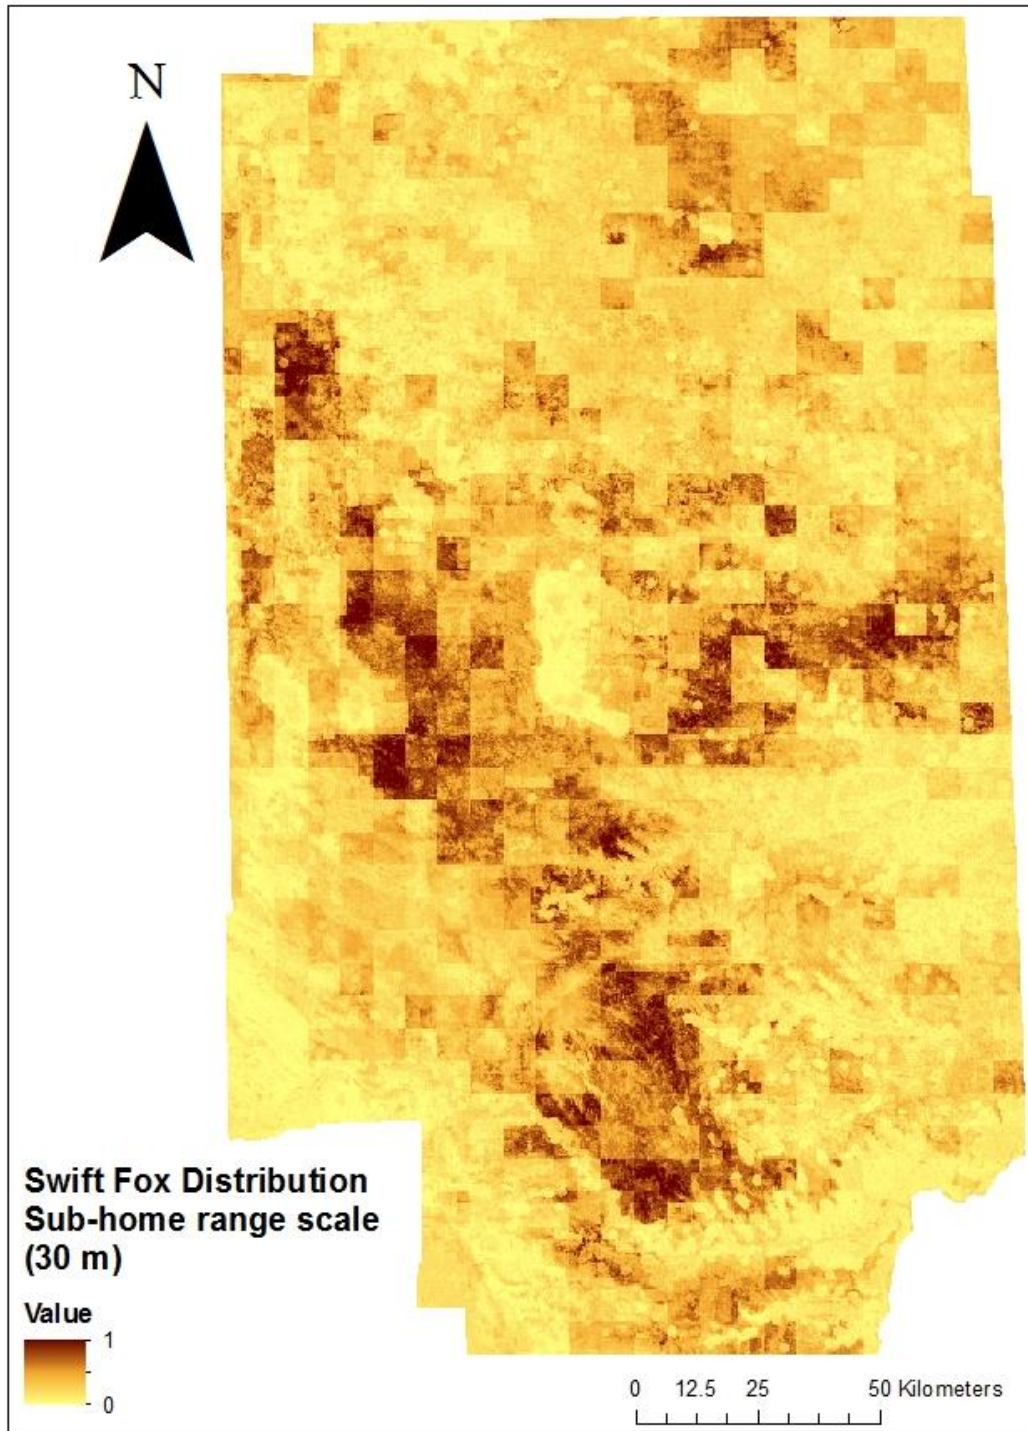 N
Swift Fox Distribution
Sub-home range scale
(30 m)
Value
1
0
0 12.5 25 50 Kilometers